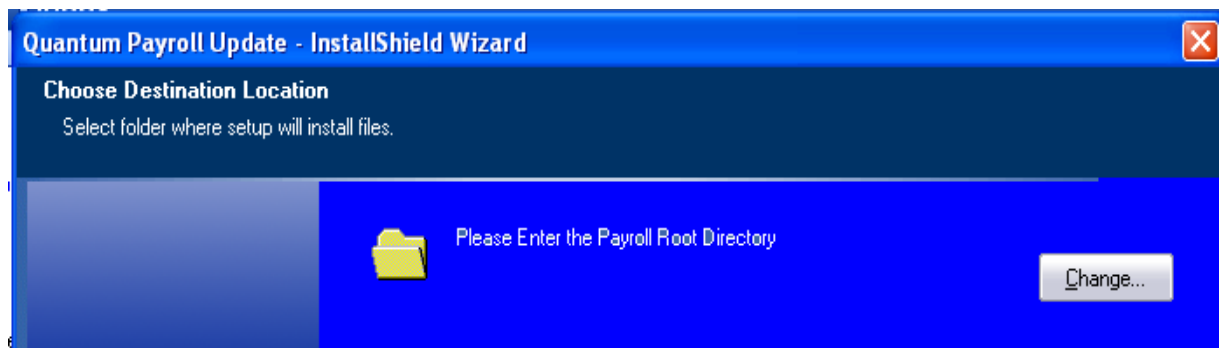 Quantum Payroll Update - InstallShield Wizard
Choose Destination Location
Select folder where setup will install files.
Please Enter the Payroll Root Directory
Change...